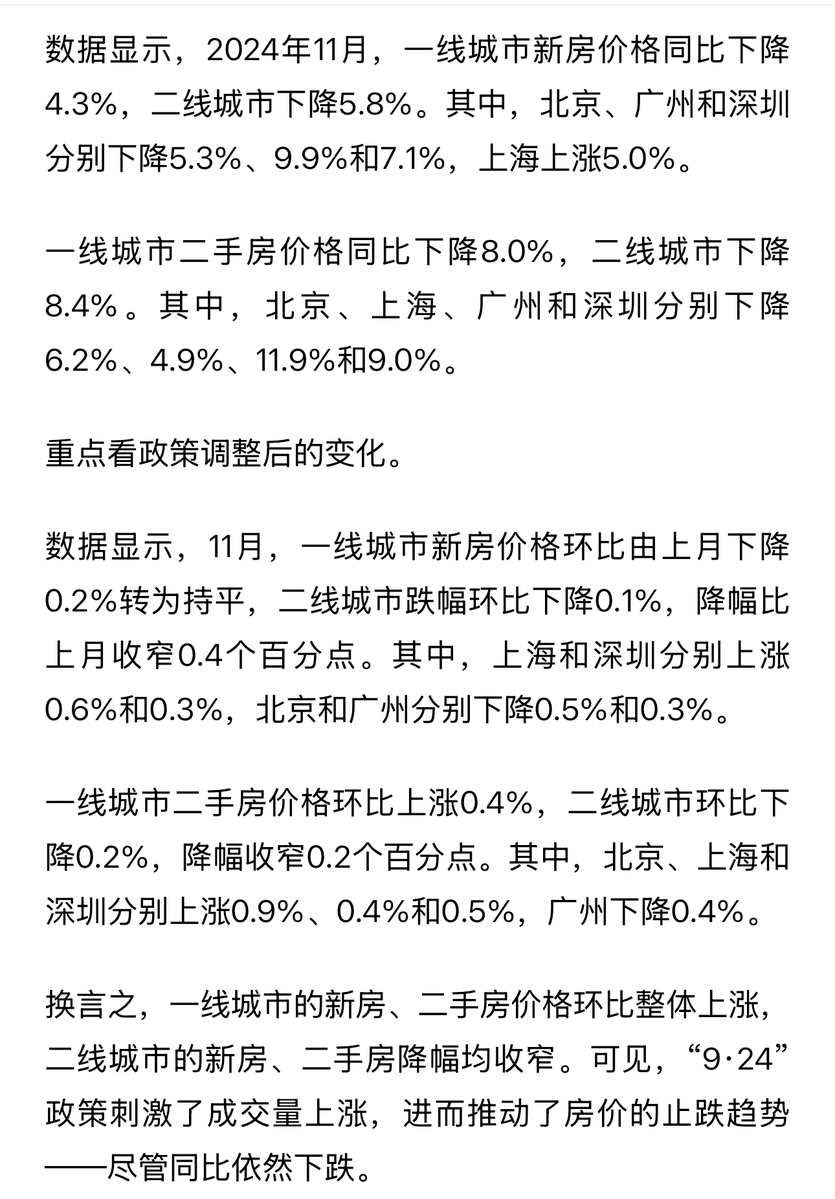 数据显示，2024年11月，一线城市新房价格同比下降
4.3%，二线城市下降5.8%。其中，北京、广州和深圳
分别下降5.3%、9.9%和7.1%，上海上涨5.0%。
一线城市二手房价格同比下降8.0%，二线城市下降
8.4%。其中，北京、上海、广州和深圳分别下降
6.2%、4.9%、11.9%和9.0%。
重点看政策调整后的变化。
数据显示，11月，一线城市新房价格环比由上月下降
0.2%转为持平，二线城市跌幅环比下降0.1%，降幅比
上月收窄0.4个百分点。其中，上海和深圳分别上涨
0.6%和0.3%，北京和广州分别下降0.5%和0.3%。
一线城市二手房价格环比上涨0.4%，二线城市环比下
降0.2%，降幅收窄0.2个百分点。其中，北京、上海和
深圳分别上涨0.9%、0.4%和0.5%，广州下降0.4%。
换言之，一线城市的新房、二手房价格环比整体上涨，
二线城市的新房、二手房降幅均收窄。可见，“9·24”
政策刺激了成交量上涨，进而推动了房价的止跌趋势
——尽管同比依然下跌。